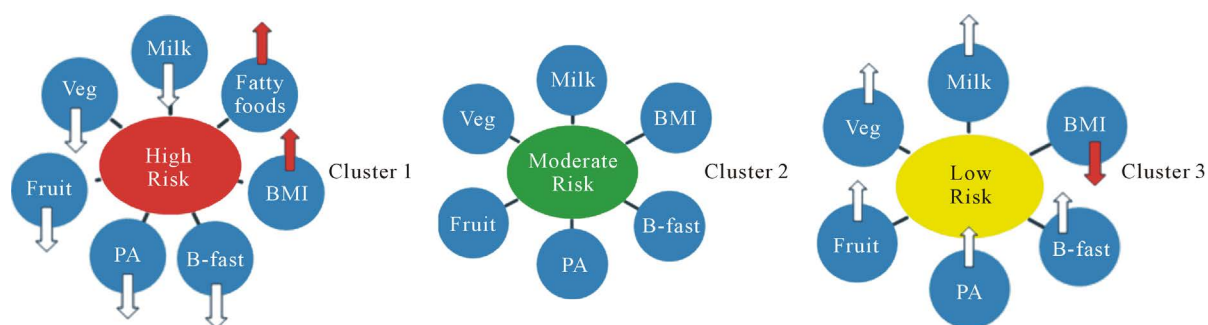 Milk
Fatty
foods
Veg
High
Risk
Fruit
BMI
PA
B-fast
Cluster 1
Milk
Veg
BMI
Moderate
Risk
Fruit
B-fast
PA
Cluster 2
Milk
Veg
BMI
Low
Risk
Fruit
B-fast
PA
Cluster 3